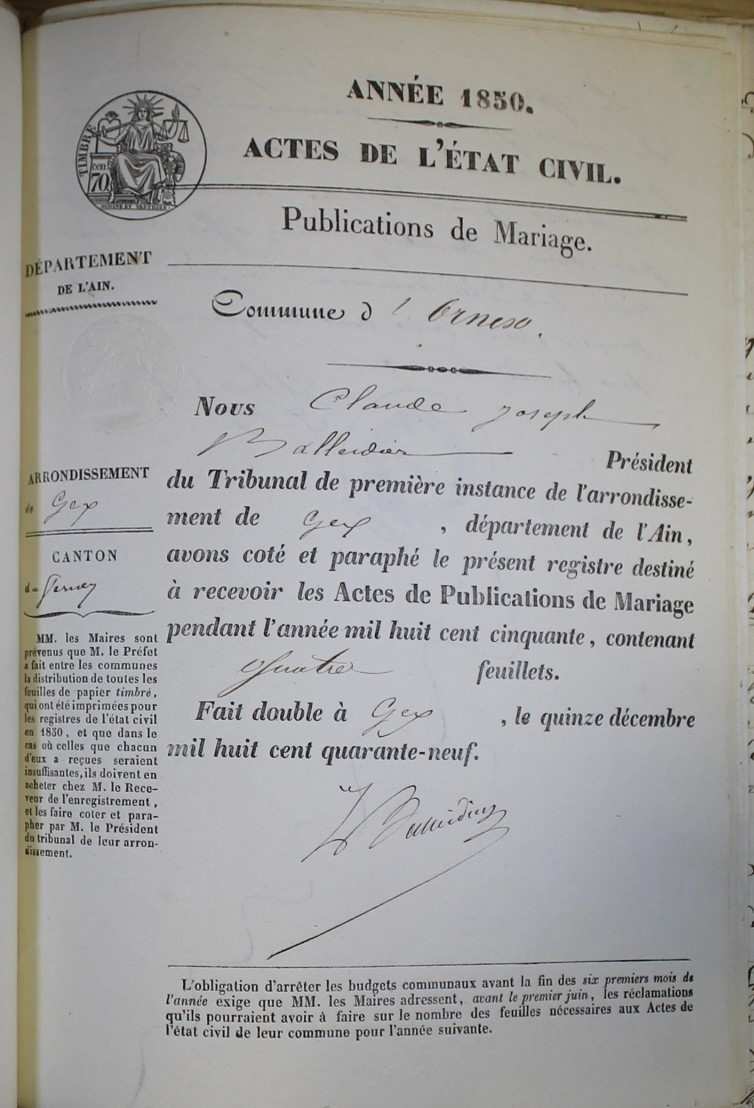 ANNÉE 1850.
ACTES DE L'ÉTAT CIVIL.
Publications de Mariage.
TIMBRE
70
DÉPARTEMENT
DE L'AIN.
Commune d' Ornex.
Nous Claude Joseph
Balleidier Président
du Tribunal de première instance de l'arrondisse-
ment de Gex, département de l'Ain,
avons coté et paraphé le présent registre destiné
à recevoir les Actes de Publications de Mariage
pendant l'année mil huit cent cinquante, contenant
quatre feuillets.
Fait double à Gex, le quinze décembre
mil huit cent quarante-neuf.
Balleidier
ARRONDISSEMENT
de Gex
CANTON
de Ferney
MM. les Maires sont
prévenus que M. le Préfet
a fait entre les communes
la distribution de toutes les
feuilles de papier timbré,
qui ont été imprimées pour
les registres de l'état civil
en 1850, et que dans le
cas où celles que chacun
d'eux a reçues seraient
insuffisantes, ils doivent en
acheter chez M. le Rece-
veur de l'enregistrement,
et les faire coter et para-
pher par M. le Président
du tribunal de leur arron-
dissement.
L'obligation d'arrêter les budgets communaux avant la fin des six premiers mois de
l'année exige que MM. les Maires adressent, avant le premier juin, les réclamations
qu'ils pourraient avoir à faire sur le nombre des feuilles nécessaires aux Actes de
l'état civil de leur commune pour l'année suivante.